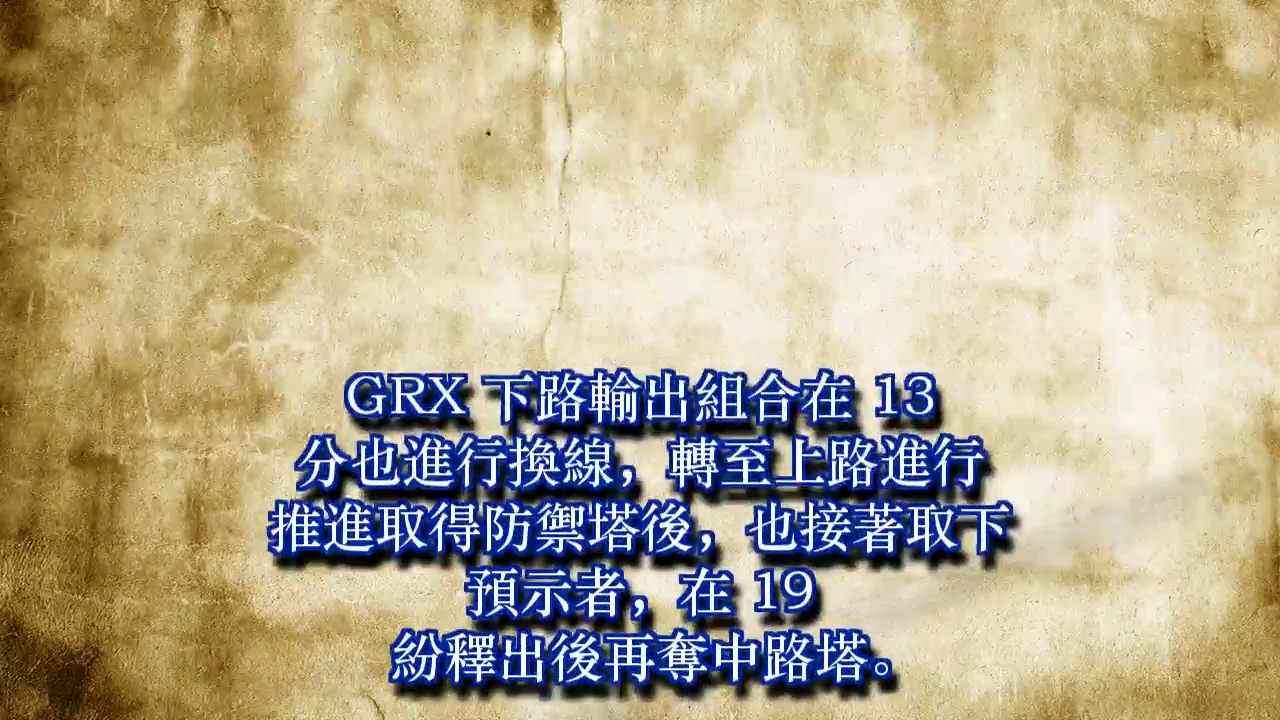 GRX 下路輸出組合在 13
分也進行換線，轉至上路進行
推進取得防禦塔後，也接著取下
預示者，在 19
紛釋出後再奪中路塔。